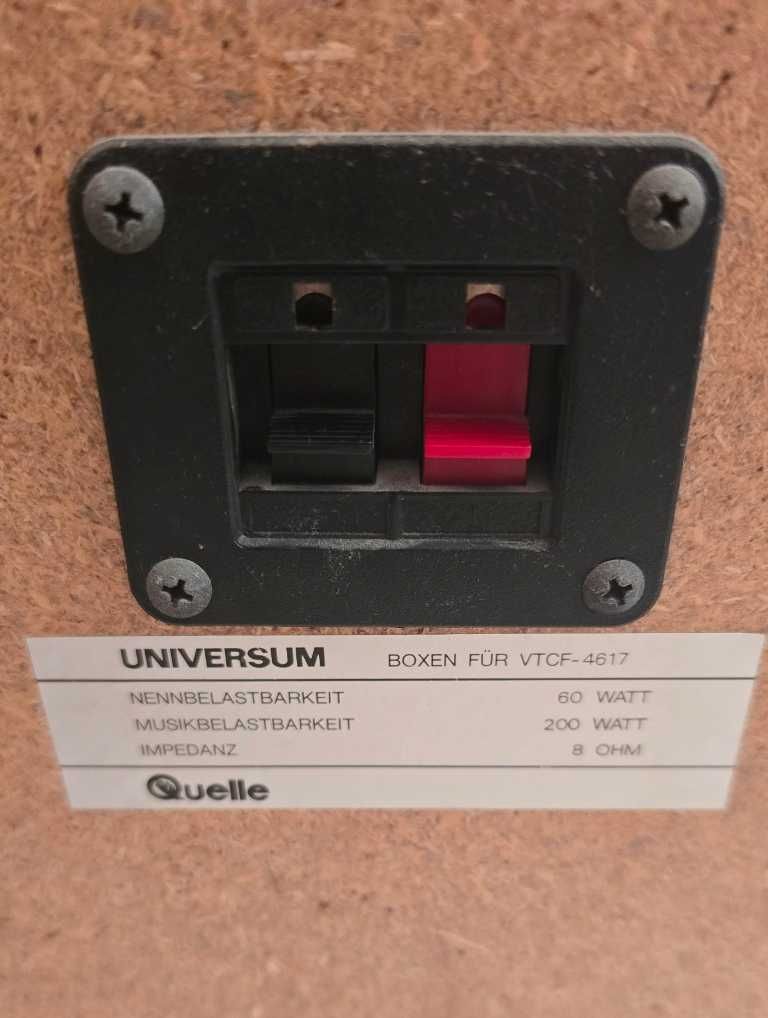 UNIVERSUM BOXEN FÜR VTCF-4617
NENNBELASTBARKEIT 60 WATT
MUSIKBELASTBARKEIT 200 WATT
IMPEDANZ 8 OHM
Quelle